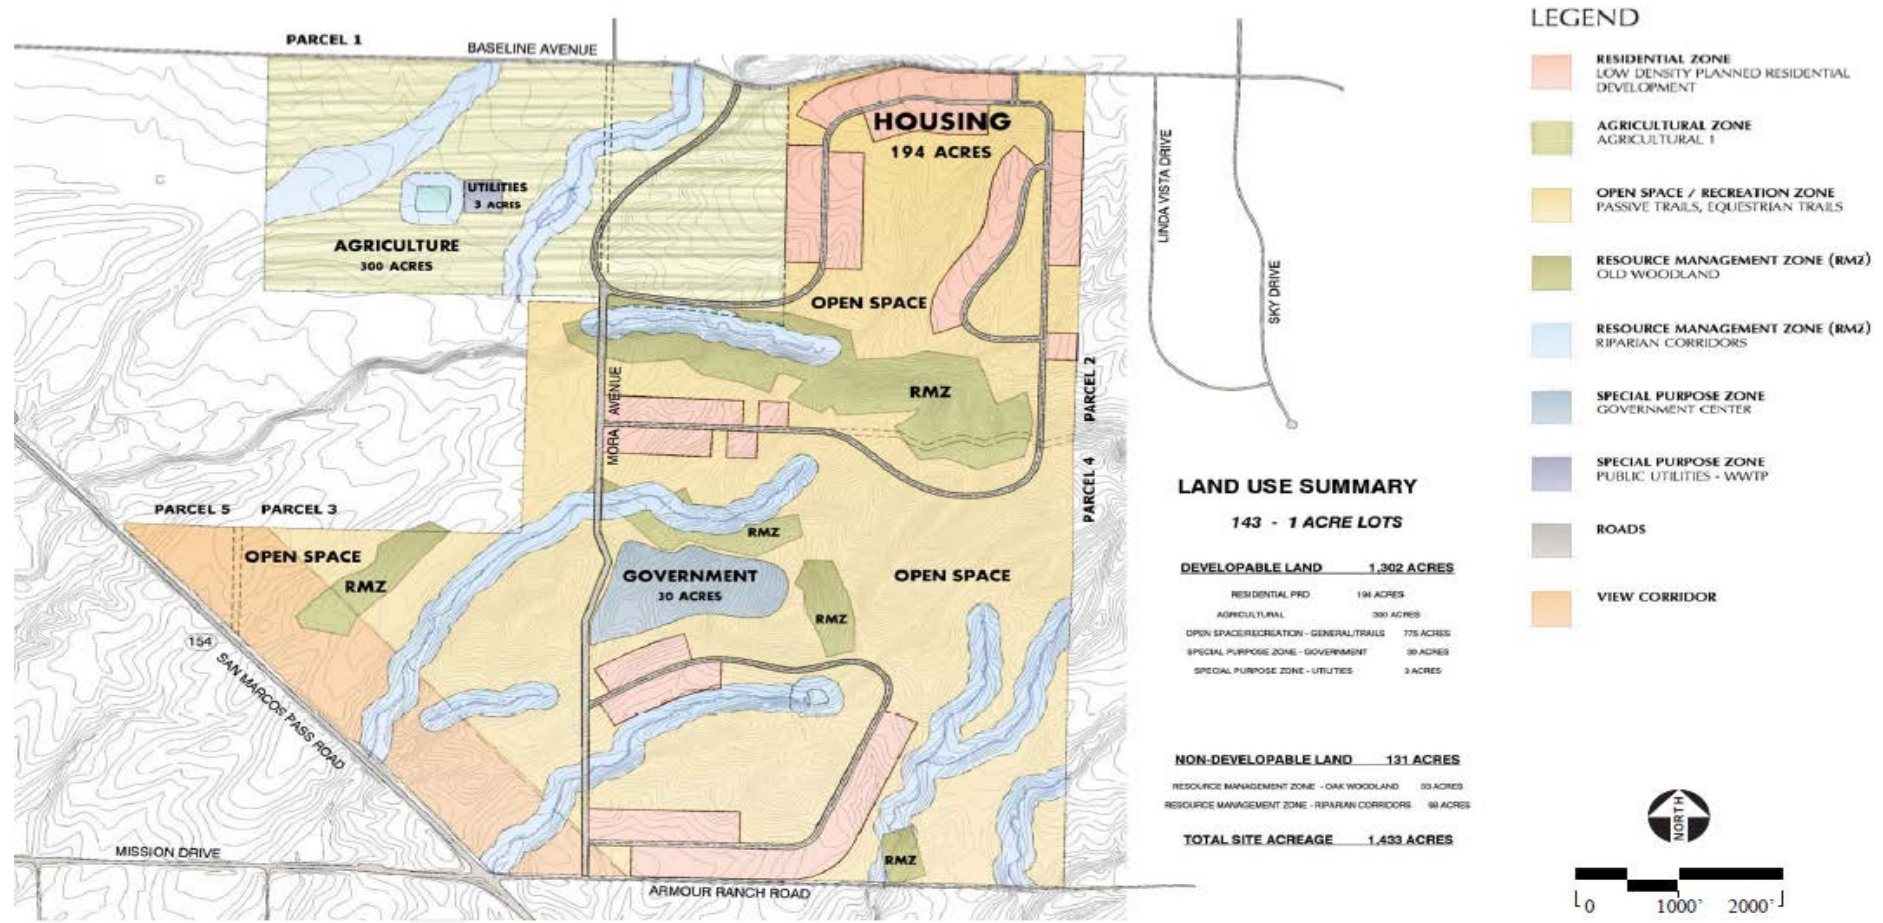 PARCEL 1
BASELINE AVENUE
HOUSING
194 ACRES
UTILITIES
3 ACRES
AGRICULTURE
300 ACRES
OPEN SPACE
LINDA VISTA DRIVE
SKY DRIVE
MORA AVENUE
RMZ
PARCEL 2
PARCEL 4
PARCEL 5
PARCEL 3
OPEN SPACE
RMZ
RMZ
GOVERNMENT
30 ACRES
OPEN SPACE
RMZ
154
SAN MARCOS PASS ROAD
MISSION DRIVE
RMZ
ARMOUR RANCH ROAD
LAND USE SUMMARY
143 - 1 ACRE LOTS
DEVELOPABLE LAND 1,302 ACRES
RESIDENTIAL PRD 194 ACRES
AGRICULTURAL 300 ACRES
OPEN SPACE/RECREATION - GENERAL/TRAILS 775 ACRES
SPECIAL PURPOSE ZONE - GOVERNMENT 30 ACRES
SPECIAL PURPOSE ZONE - UTILITIES 3 ACRES
NON-DEVELOPABLE LAND 131 ACRES
RESOURCE MANAGEMENT ZONE - OAK WOODLAND 33 ACRES
RESOURCE MANAGEMENT ZONE - RIPARIAN CORRIDORS 98 ACRES
TOTAL SITE ACREAGE 1,433 ACRES
LEGEND
RESIDENTIAL ZONE
LOW DENSITY PLANNED RESIDENTIAL
DEVELOPMENT
AGRICULTURAL ZONE
AGRICULTURAL 1
OPEN SPACE / RECREATION ZONE
PASSIVE TRAILS, EQUESTRIAN TRAILS
RESOURCE MANAGEMENT ZONE (RMZ)
OLD WOODLAND
RESOURCE MANAGEMENT ZONE (RMZ)
RIPARIAN CORRIDORS
SPECIAL PURPOSE ZONE
GOVERNMENT CENTER
SPECIAL PURPOSE ZONE
PUBLIC UTILITIES - WWTP
ROADS
VIEW CORRIDOR
NORTH
0 1000' 2000'